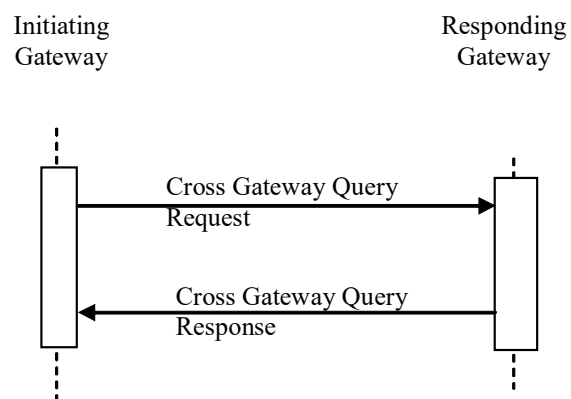 Initiating
Gateway
Responding
Gateway
Cross Gateway Query
Request
Cross Gateway Query
Response